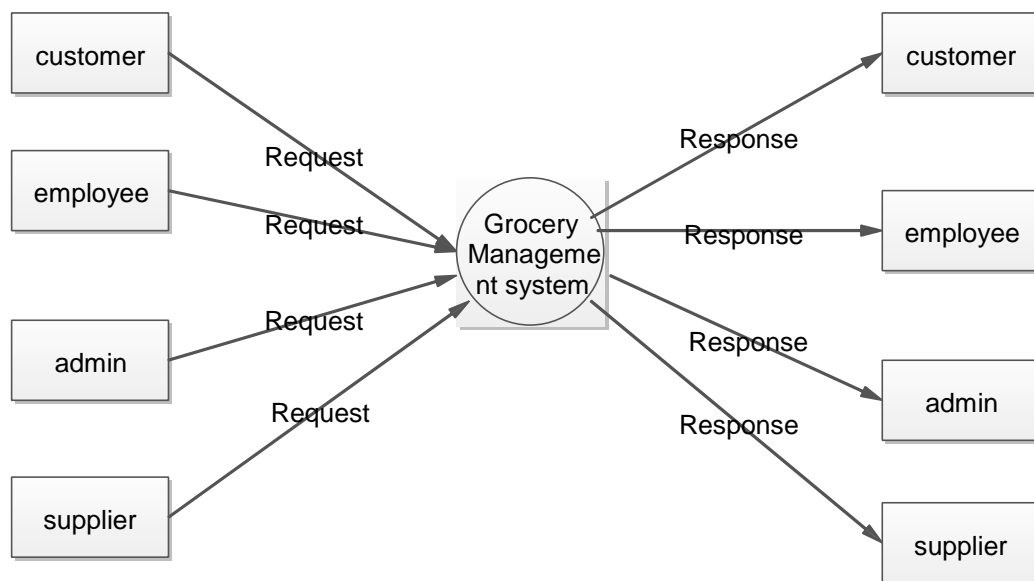 customer
customer
Request
Response
employee
Request
Grocery
Manageme
nt system
Response
employee
admin
Request
Response
admin
Request
Response
supplier
supplier